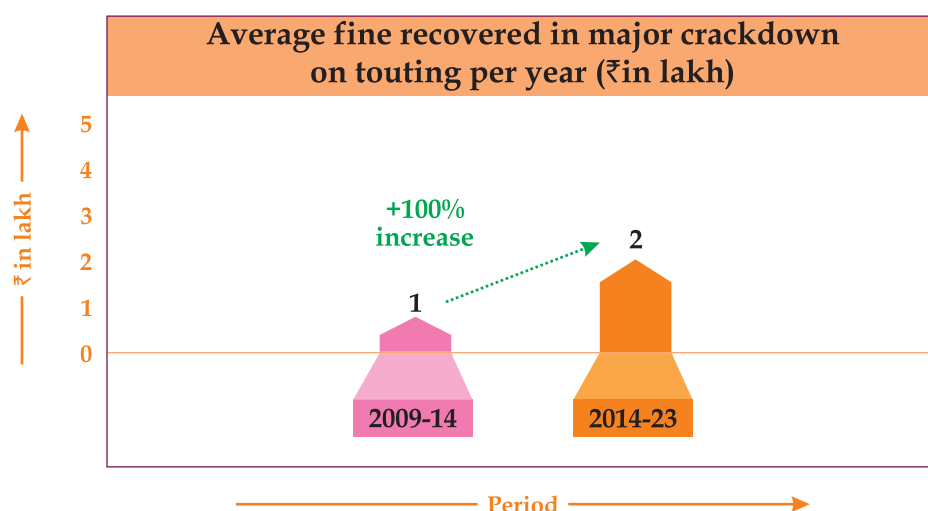 Average fine recovered in major crackdown
on touting per year (₹in lakh)
5
4
3
2
1
0
₹ in lakh
+100%
increase
1
2
2009-14
2014-23
Period